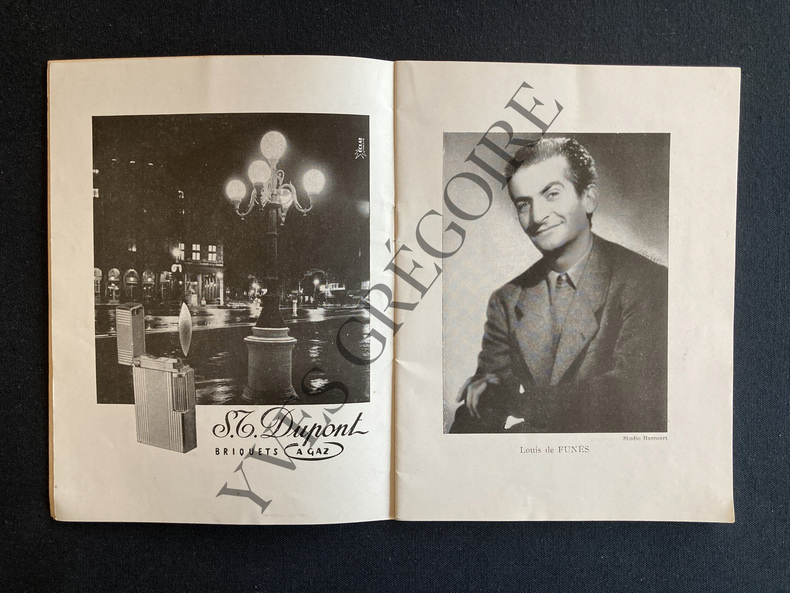 S.T. Dupont
BRIQUETS A GAZ
Studio Harcourt
Louis de FUNÈS
YVES GRÉGOIRE